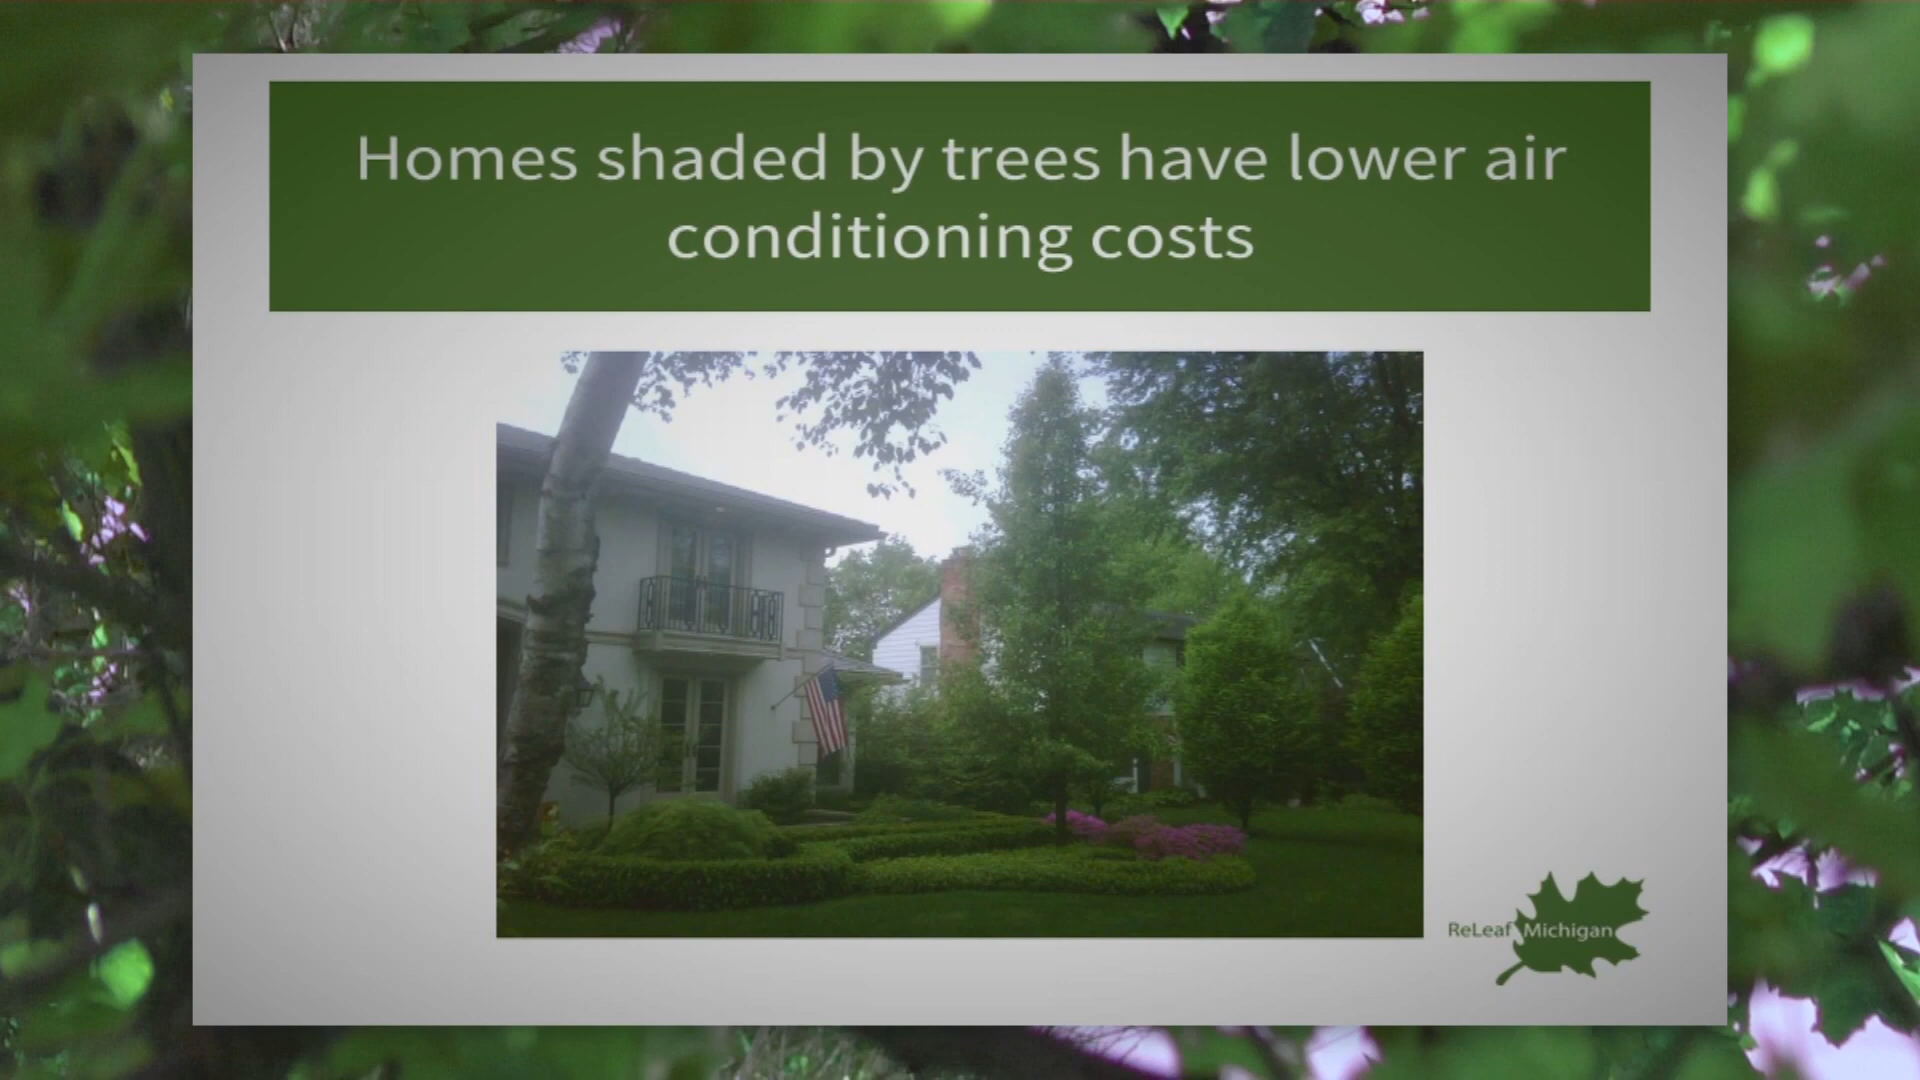 Homes shaded by trees have lower air
conditioning costs
ReLeaf Michigan